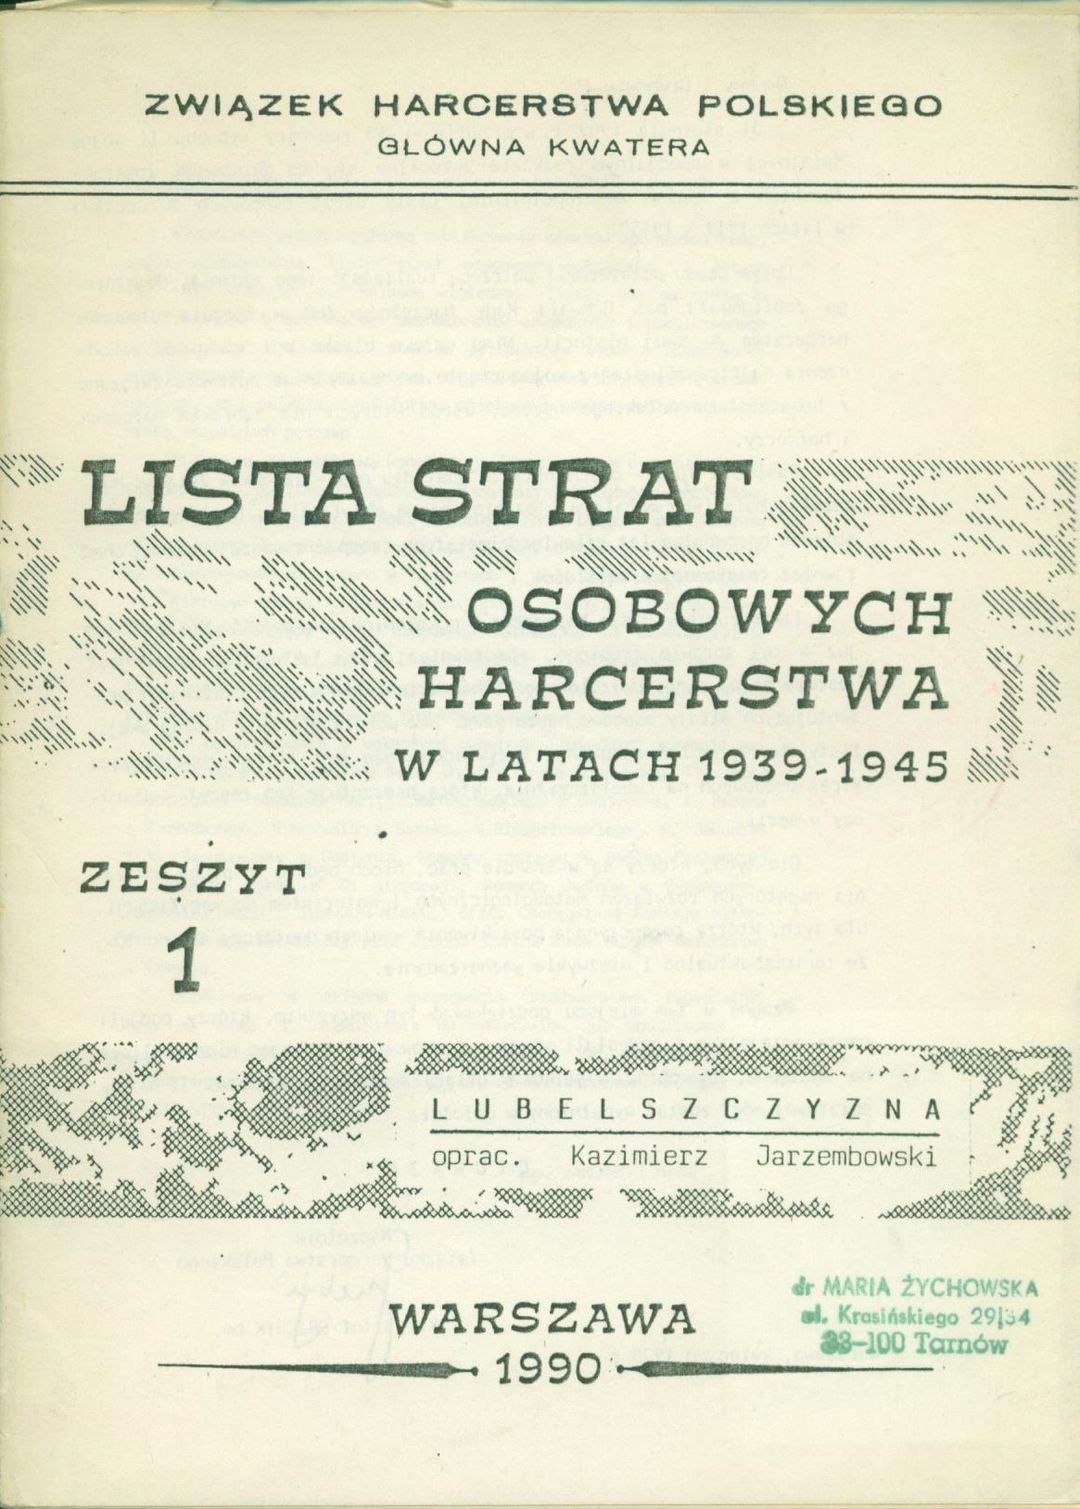 ZWIĄZEK HARCERSTWA POLSKIEGO
GŁÓWNA KWATERA
LISTA STRAT
OSOBOWYCH
HARCERSTWA
W LATACH 1939-1945
ZESZYT
1
LUBELSZCZYZNA
oprac. Kazimierz Jarzembowski
dr MARIA ŻYCHOWSKA
ul. Krasińskiego 29/34
33-100 Tarnów
WARSZAWA
1990